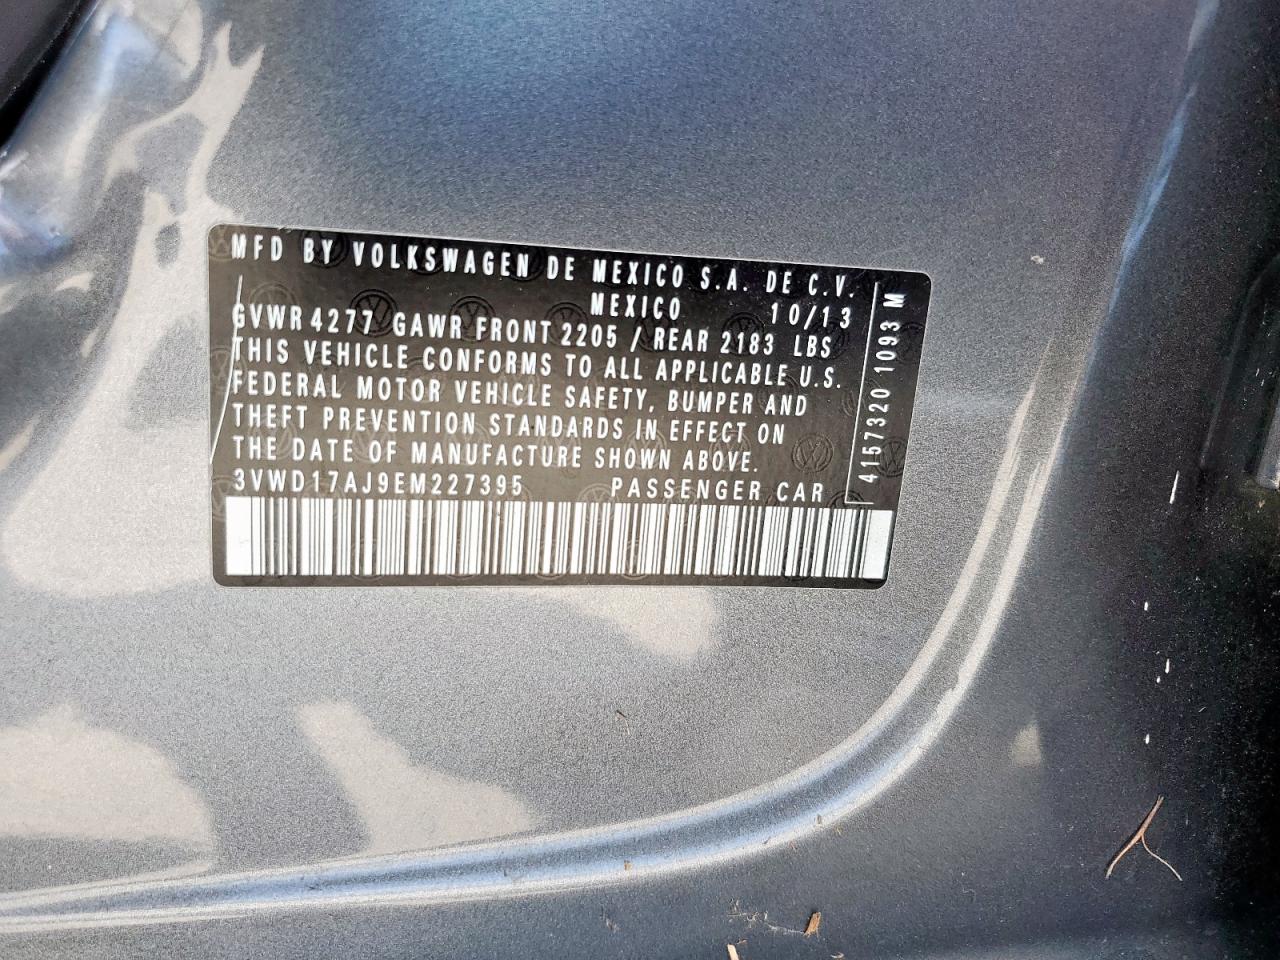 MFD BY VOLKSWAGEN DE MEXICO S.A. DE C.V.
MEXICO 10/13
GVWR 4277 GAWR FRONT 2205 / REAR 2183 LBS
THIS VEHICLE CONFORMS TO ALL APPLICABLE U.S.
FEDERAL MOTOR VEHICLE SAFETY, BUMPER AND
THEFT PREVENTION STANDARDS IN EFFECT ON
THE DATE OF MANUFACTURE SHOWN ABOVE.
3VWD17AJ9EM227395 PASSENGER CAR
4157320 1093 M